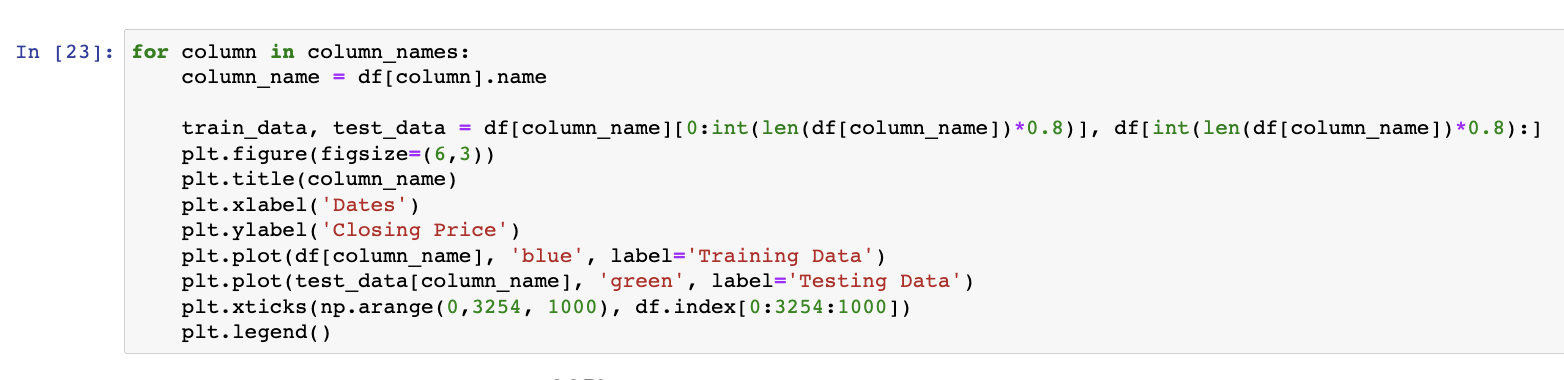 In [23]: for column in column_names:
    column_name = df[column].name
    train_data, test_data = df[column_name][0:int(len(df[column_name])*0.8)], df[int(len(df[column_name])*0.8):]
    plt.figure(figsize=(6,3))
    plt.title(column_name)
    plt.xlabel('Dates')
    plt.ylabel('Closing Price')
    plt.plot(df[column_name], 'blue', label='Training Data')
    plt.plot(test_data[column_name], 'green', label='Testing Data')
    plt.xticks(np.arange(0,3254, 1000), df.index[0:3254:1000])
    plt.legend()